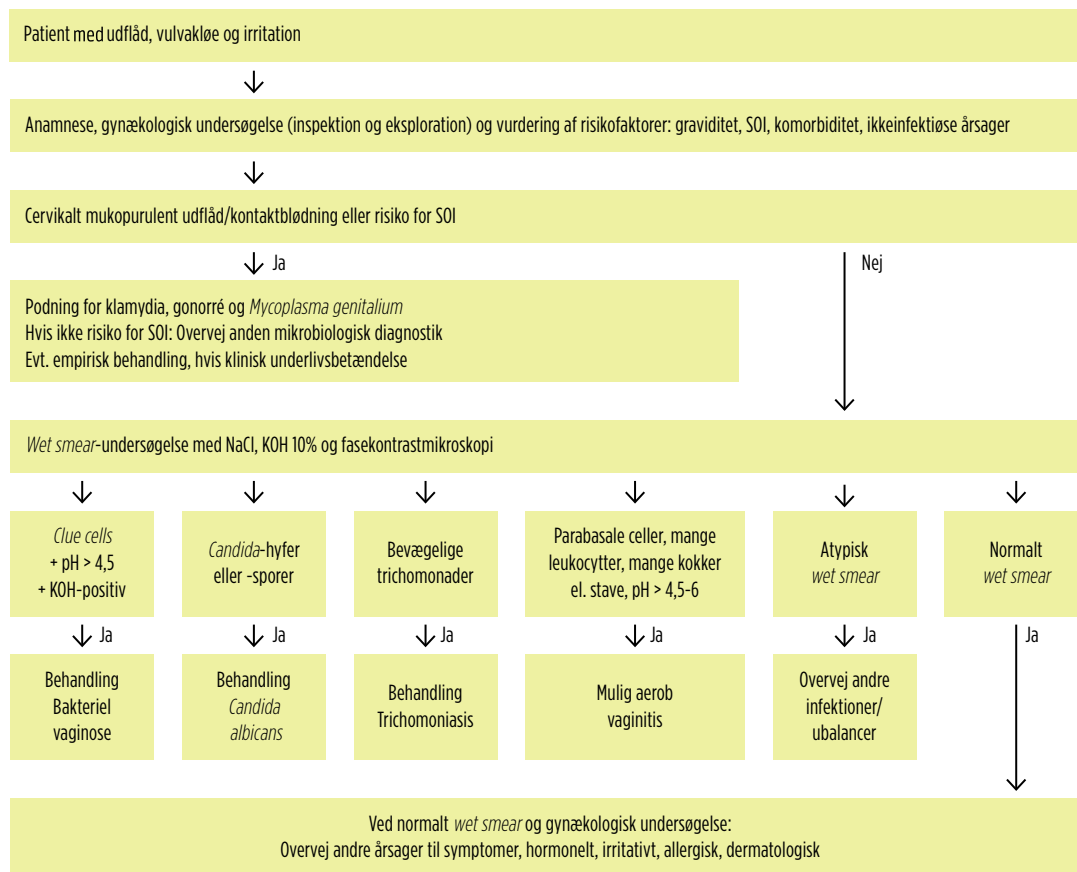 Patient med udflåd, vulvakløe og irritation
Anamnese, gynækologisk undersøgelse (inspektion og eksploration) og vurdering af risikofaktorer: graviditet, SOI, komorbiditet, ikkeinfektiøse årsager
Cervikalt mukopurulent udflåd/kontaktblødning eller risiko for SOI
Ja
Nej
Podning for klamydia, gonorré og Mycoplasma genitalium
Hvis ikke risiko for SOI: Overvej anden mikrobiologisk diagnostik
Evt. empirisk behandling, hvis klinisk underlivsbetændelse
Wet smear-undersøgelse med NaCl, KOH 10% og fasekontrastmikroskopi
Clue cells
+ pH > 4,5
+ KOH-positiv
Candida-hyfer
eller -sporer
Bevægelige
trichomonader
Parabasale celler, mange
leukocytter, mange kokker
el. stave, pH > 4,5-6
Atypisk
wet smear
Normalt
wet smear
Ja
Ja
Ja
Ja
Ja
Ja
Behandling
Bakteriel
vaginose
Behandling
Candida
albicans
Behandling
Trichomoniasis
Mulig aerob
vaginitis
Overvej andre
infektioner/
ubalancer
Ved normalt wet smear og gynækologisk undersøgelse:
Overvej andre årsager til symptomer, hormonelt, irritativt, allergisk, dermatologisk